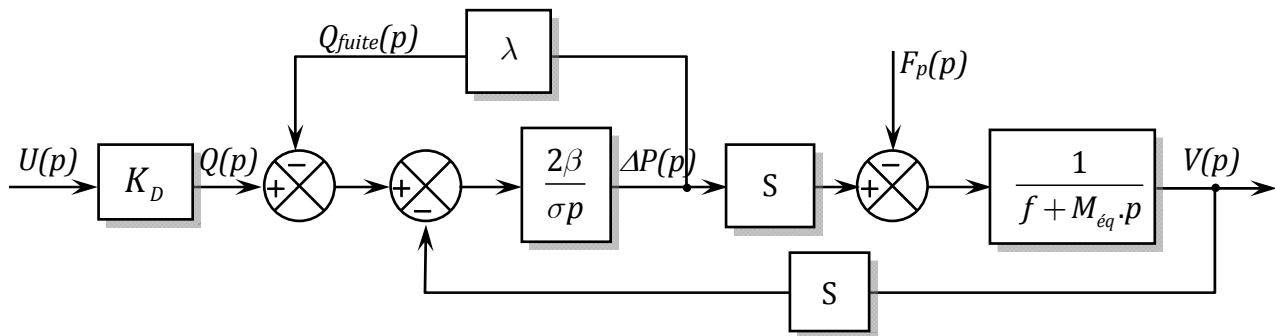 Q_fuite(p)
λ
F_p(p)
U(p)
K_D
Q(p)
−
+
+
−
2β
σp
ΔP(p)
S
−
+
1
f + M_éq.p
V(p)
S